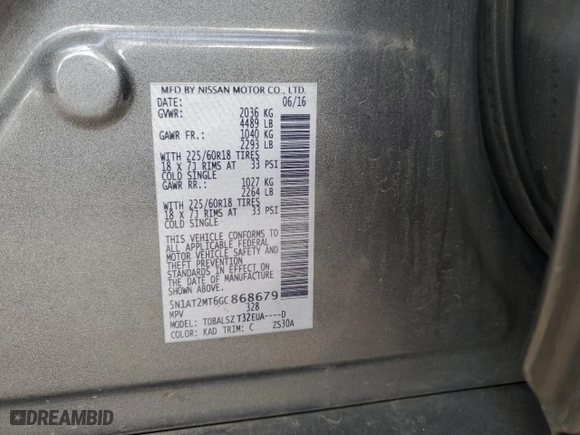 MFD BY NISSAN MOTOR CO., LTD.
DATE: 06/16
GVWR: 2036 KG
4489 LB
GAWR FR.: 1040 KG
2293 LB
WITH 225/60R18 TIRES
18 X 7J RIMS AT 33 PSI
COLD SINGLE
GAWR RR.: 1027 KG
2264 LB
WITH 225/60R18 TIRES
18 X 7J RIMS AT 33 PSI
COLD SINGLE
THIS VEHICLE CONFORMS TO
ALL APPLICABLE FEDERAL
MOTOR VEHICLE SAFETY AND
THEFT PREVENTION
STANDARDS IN EFFECT ON
THE DATE OF MANUFACTURE
5N1AT2MT6GC868679
MPV 328
MODEL: TDBALSZ T32EUA----D
COLOR: KAD TRIM: C ZS30A
DREAMBID